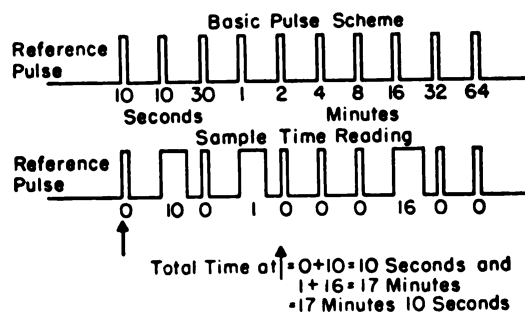 Basic Pulse Scheme
Reference
Pulse
10 10 30 1 2 4 8 16 32 64
Seconds Minutes
Sample Time Reading
Reference
Pulse
0 10 0 1 0 0 0 16 0 0
Total Time at =0+10=10 Seconds and
1+16=17 Minutes
=17 Minutes 10 Seconds